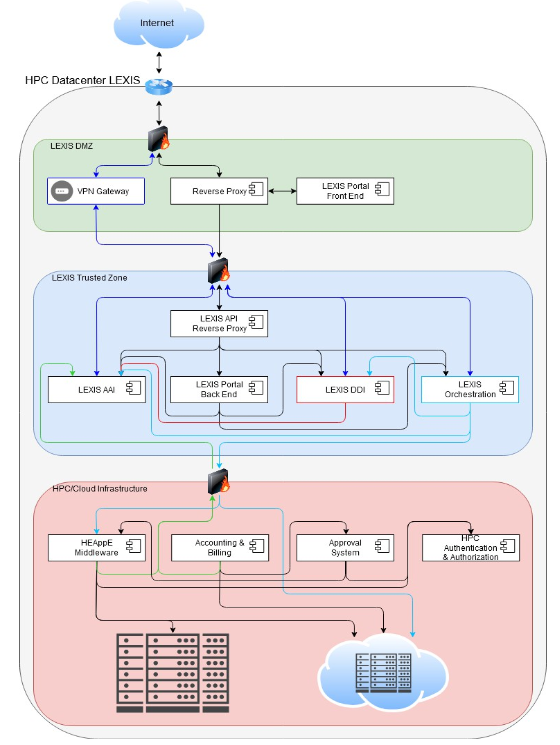 Internet
HPC Datacenter LEXIS
LEXIS DMZ
VPN Gateway
Reverse Proxy
LEXIS Portal
Front End
LEXIS Trusted Zone
LEXIS API
Reverse Proxy
LEXIS AAI
LEXIS Portal
Back End
LEXIS DDI
LEXIS
Orchestration
HPC/Cloud Infrastructure
HEAppE
Middleware
Accounting &
Billing
Approval
System
HPC
Authentication
& Authorization